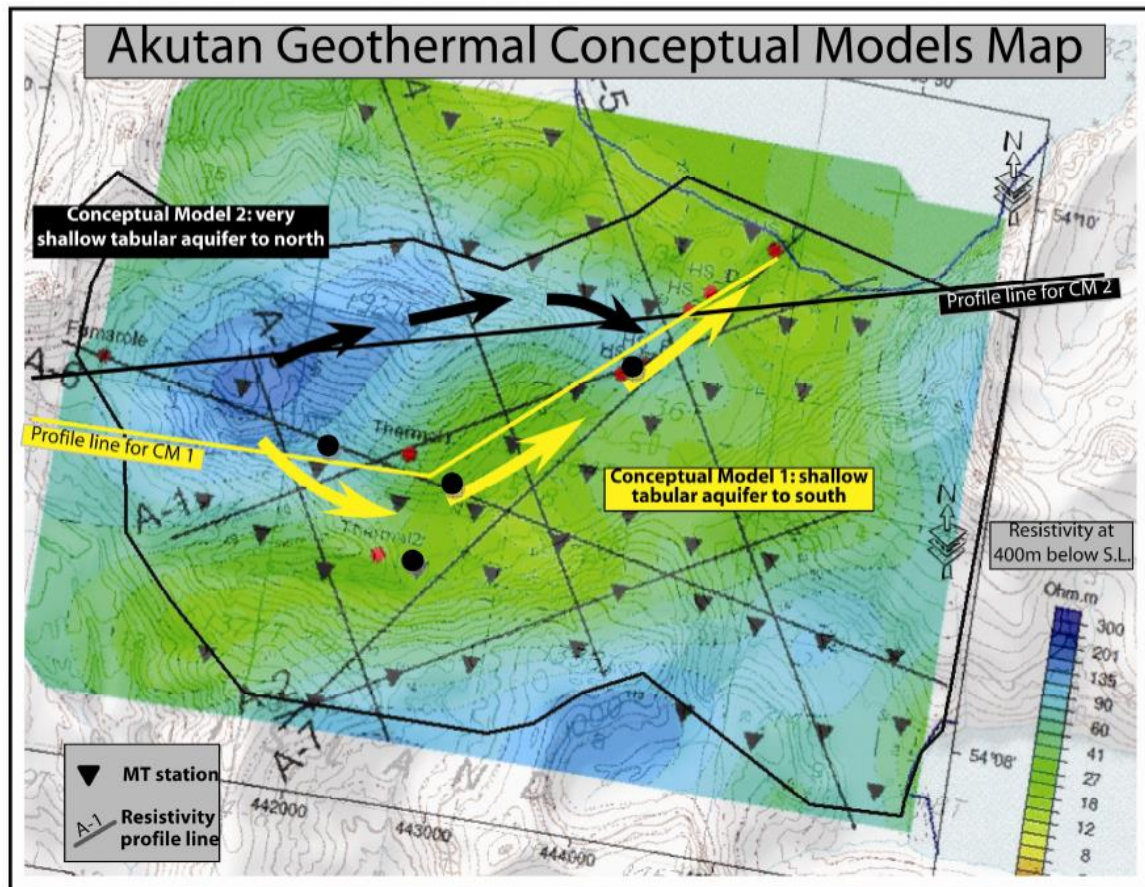 Akutan Geothermal Conceptual Models Map
A-5
N
54°10'
Conceptual Model 2: very
shallow tabular aquifer to north
HS
HS
Profile line for CM 2
Fumarole
A-6
Profile line for CM 1
Thermal1
Conceptual Model 1: shallow
tabular aquifer to south
A-1
N
Thermal2
Resistivity at
400m below S.L.
Ohm.m
300
201
135
90
60
41
27
18
12
8
A-2
A-7
54°08'
MT station
A-1
Resistivity
profile line
442000
443000
444000